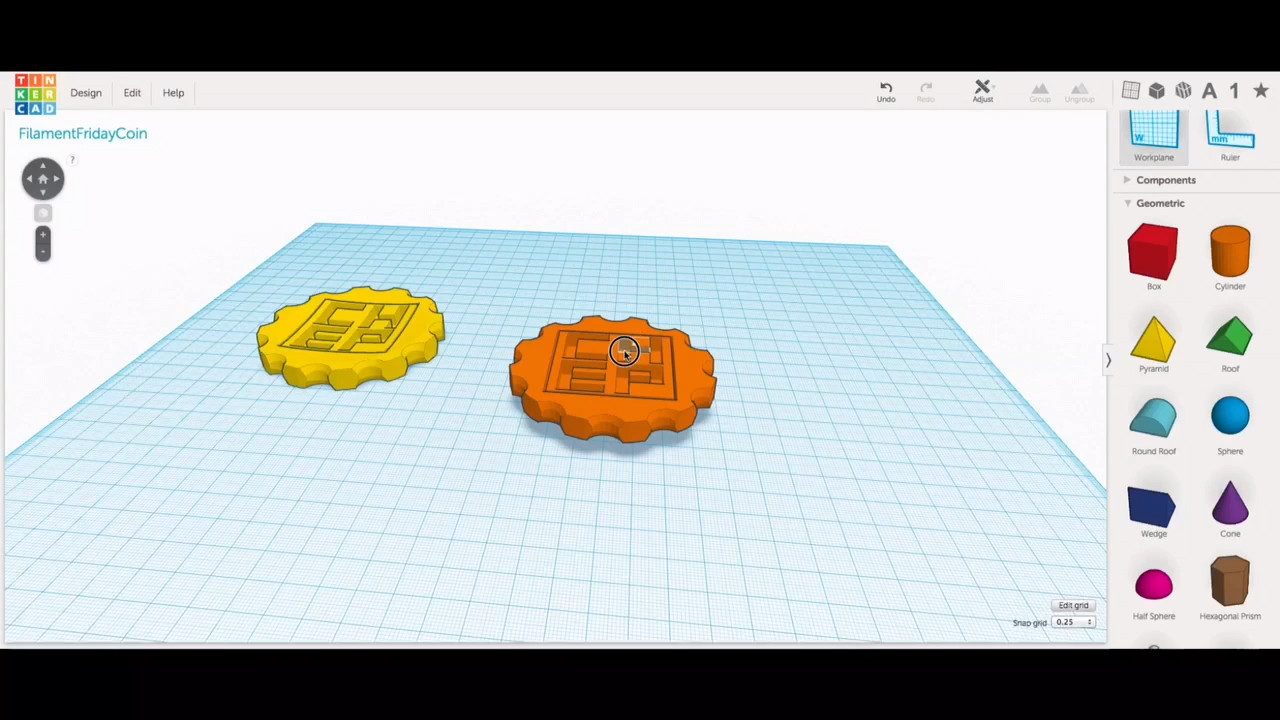 TIN
KER
CAD
Design
Edit
Help
Undo
Redo
Adjust
Group
Ungroup
A
1
FilamentFridayCoin
?
W
mm
Workplane
Ruler
Components
Geometric
Box
Cylinder
Pyramid
Roof
Round Roof
Sphere
Wedge
Cone
Half Sphere
Hexagonal Prism
Edit grid
Snap grid
0.25